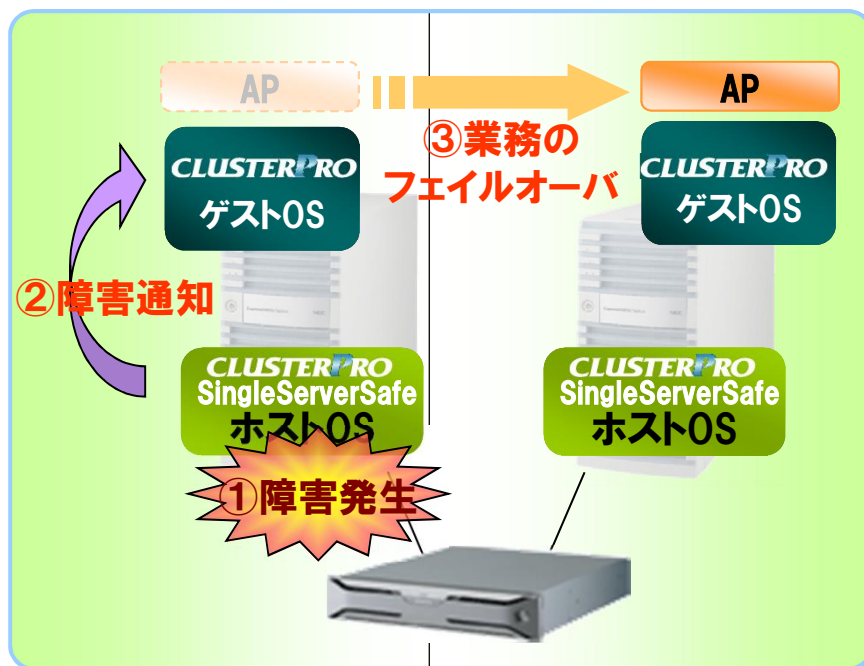 AP
AP
③業務の
フェイルオーバ
CLUSTERPRO
ゲストOS
CLUSTERPRO
ゲストOS
②障害通知
CLUSTERPRO
SingleServerSafe
ホストOS
CLUSTERPRO
SingleServerSafe
ホストOS
①障害発生